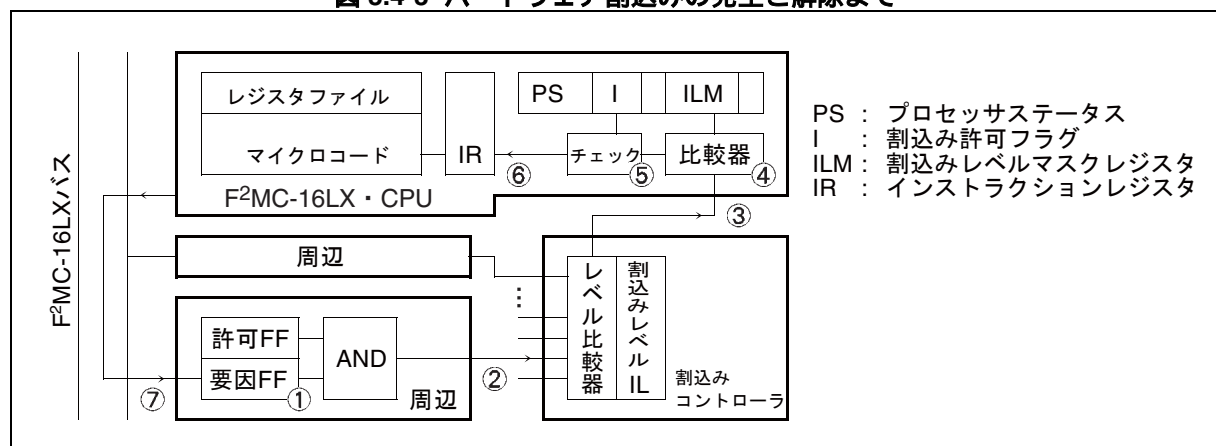 図 3.4-3 ハードウェア割込みの発生と解除まで
F²MC-16LXバス
レジスタファイル
マイクロコード
IR
PS I ILM
チェック
比較器
⑥
⑤
④
F²MC-16LX・CPU
③
PS : プロセッサステータス
I : 割込み許可フラグ
ILM : 割込みレベルマスクレジスタ
IR : インストラクションレジスタ
周辺
許可FF
要因FF
AND
①
周辺
②
⑦
レベル比較器
割込みレベルIL
割込み
コントローラ